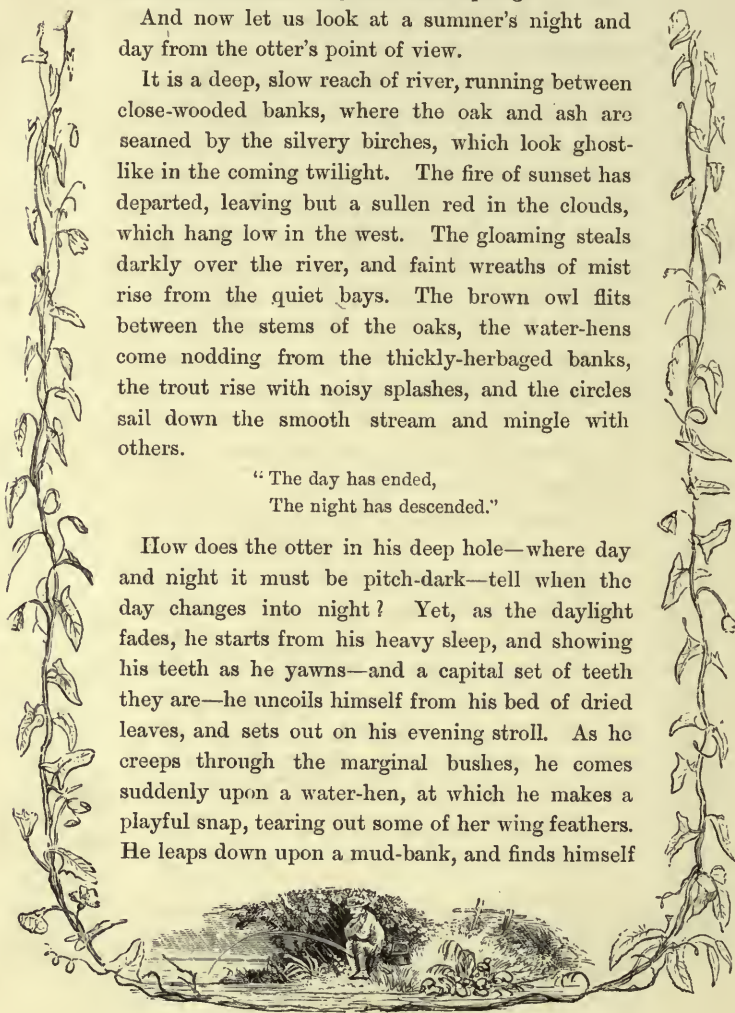 And now let us look at a summer's night and
day from the otter's point of view.
It is a deep, slow reach of river, running between
close-wooded banks, where the oak and ash are
seamed by the silvery birches, which look ghost-
like in the coming twilight. The fire of sunset has
departed, leaving but a sullen red in the clouds,
which hang low in the west. The gloaming steals
darkly over the river, and faint wreaths of mist
rise from the quiet bays. The brown owl flits
between the stems of the oaks, the water-hens
come nodding from the thickly-herbaged banks,
the trout rise with noisy splashes, and the circles
sail down the smooth stream and mingle with
others.
“ The day has ended,
The night has descended.”
How does the otter in his deep hole—where day
and night it must be pitch-dark—tell when the
day changes into night? Yet, as the daylight
fades, he starts from his heavy sleep, and showing
his teeth as he yawns—and a capital set of teeth
they are—he uncoils himself from his bed of dried
leaves, and sets out on his evening stroll. As he
creeps through the marginal bushes, he comes
suddenly upon a water-hen, at which he makes a
playful snap, tearing out some of her wing feathers.
He leaps down upon a mud-bank, and finds himself